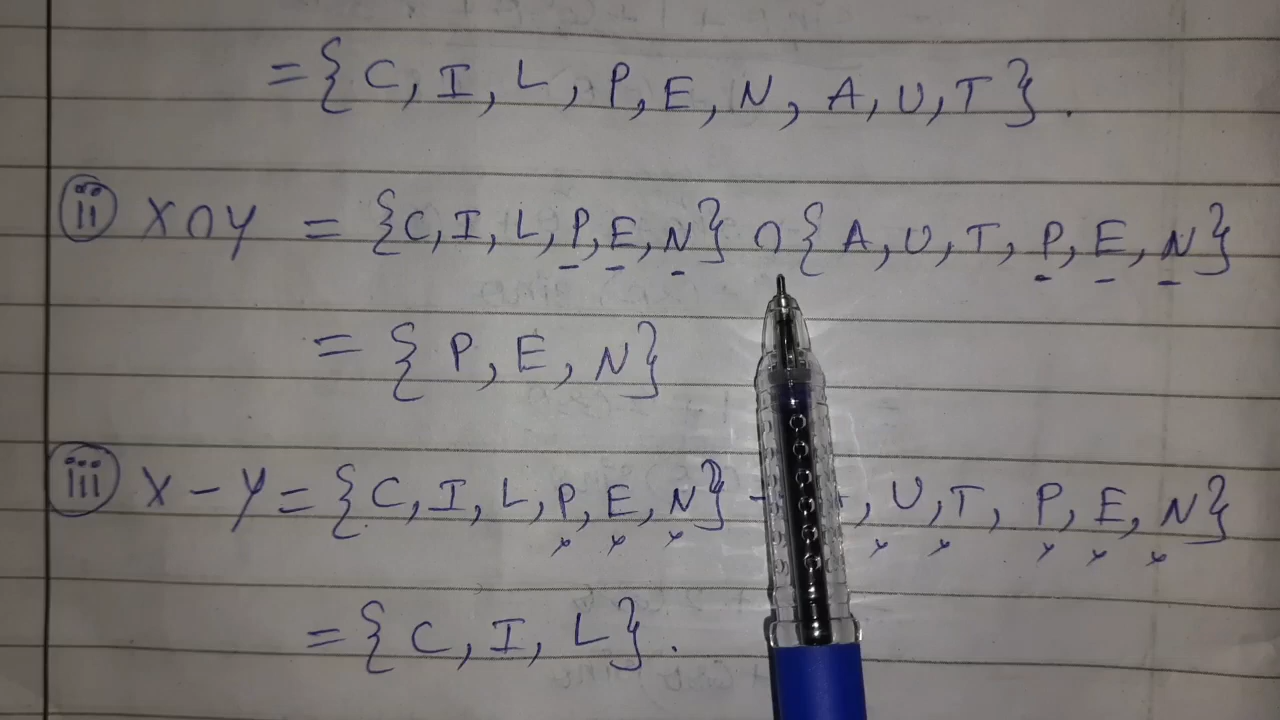 = {C, I, L, P, E, N, A, U, T}.
ii X∩Y = {C, I, L, P, E, N} ∩ {A, U, T, P, E, N}
= {P, E, N}
iii X - Y = {C, I, L, P, E, N} - , U, T, P, E, N}
= {C, I, L}.